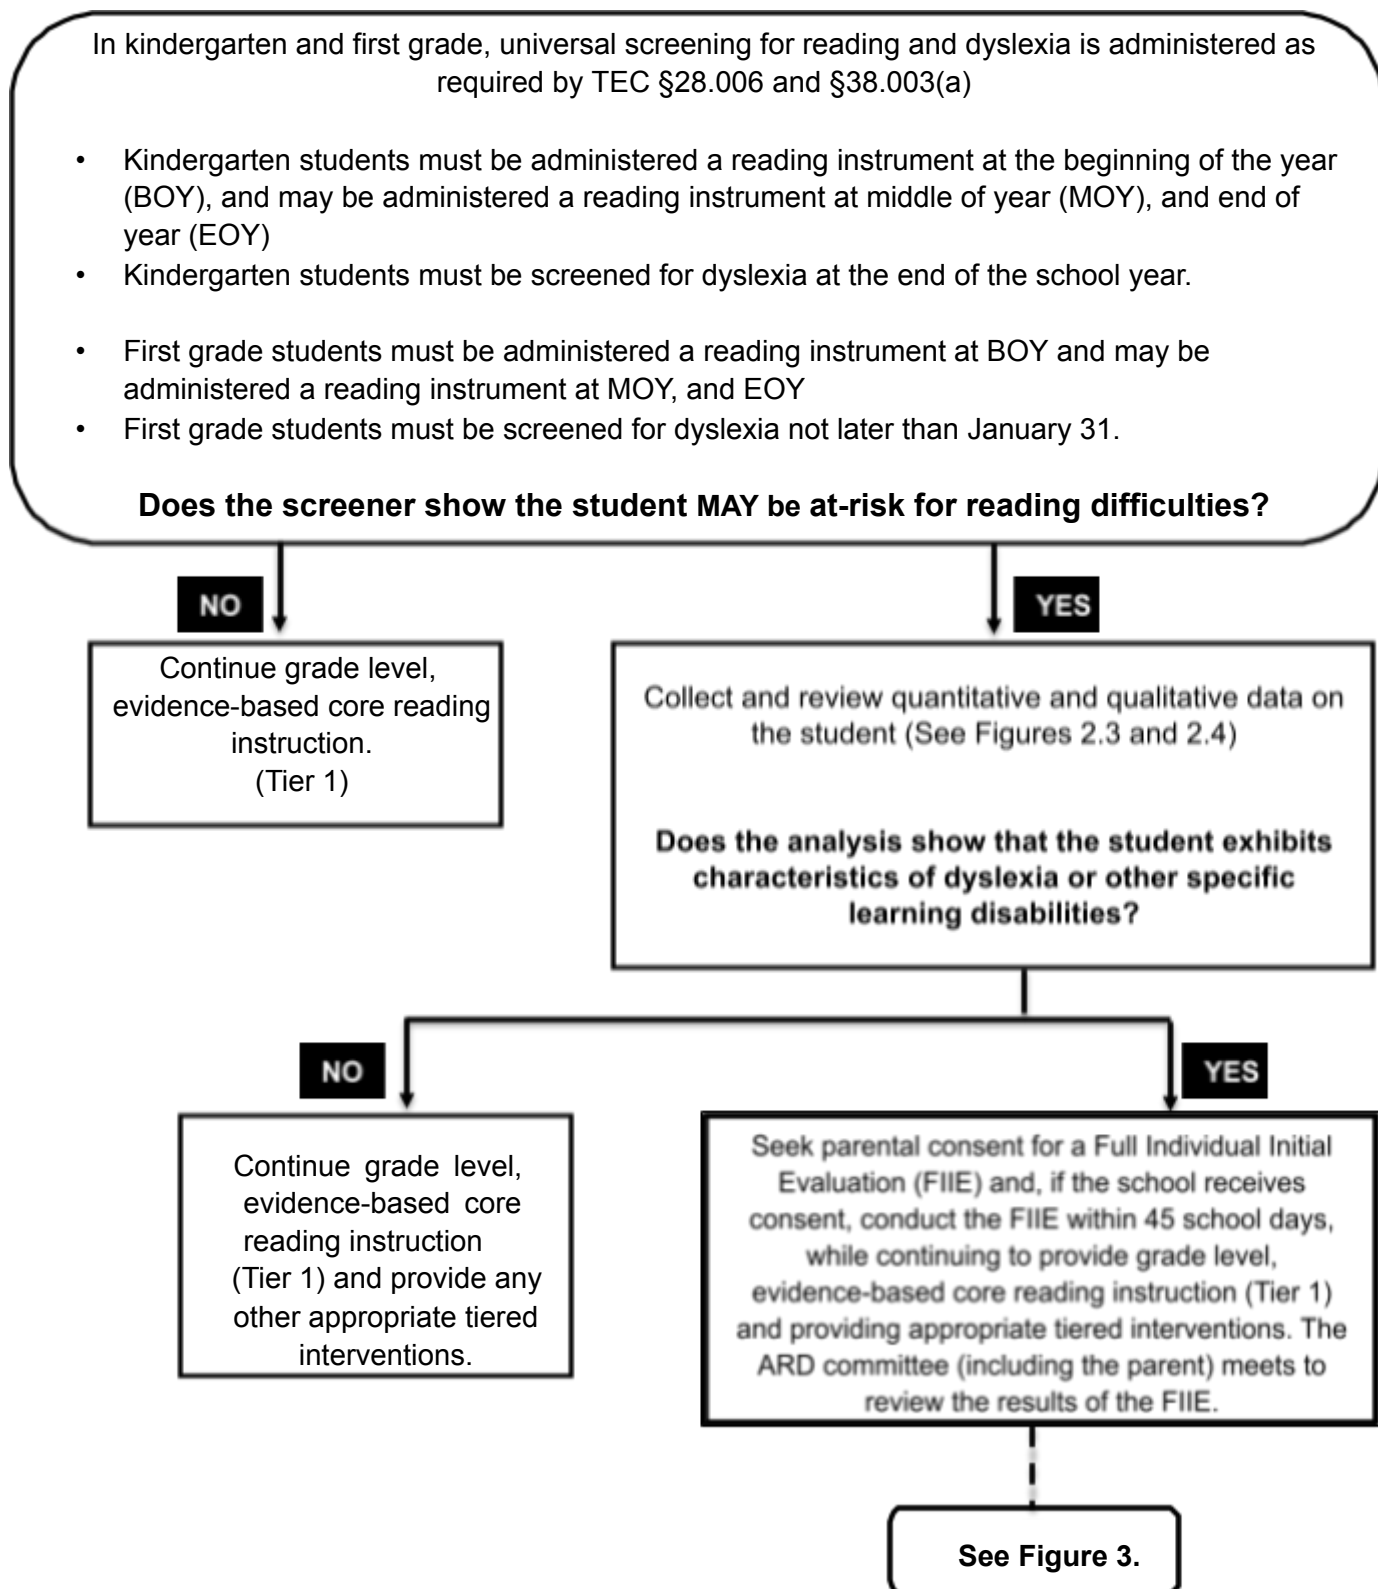 In kindergarten and first grade, universal screening for reading and dyslexia is administered as
required by TEC §28.006 and §38.003(a)
• Kindergarten students must be administered a reading instrument at the beginning of the year
(BOY), and may be administered a reading instrument at middle of year (MOY), and end of
year (EOY)
• Kindergarten students must be screened for dyslexia at the end of the school year.
• First grade students must be administered a reading instrument at BOY and may be
administered a reading instrument at MOY, and EOY
• First grade students must be screened for dyslexia not later than January 31.
Does the screener show the student MAY be at-risk for reading difficulties?
NO
YES
Continue grade level,
evidence-based core reading
instruction.
(Tier 1)
Collect and review quantitative and qualitative data on
the student (See Figures 2.3 and 2.4)
Does the analysis show that the student exhibits
characteristics of dyslexia or other specific
learning disabilities?
NO
YES
Continue grade level,
evidence-based core
reading instruction
(Tier 1) and provide any
other appropriate tiered
interventions.
Seek parental consent for a Full Individual Initial
Evaluation (FIIE) and, if the school receives
consent, conduct the FIIE within 45 school days,
while continuing to provide grade level,
evidence-based core reading instruction (Tier 1)
and providing appropriate tiered interventions. The
ARD committee (including the parent) meets to
review the results of the FIIE.
See Figure 3.